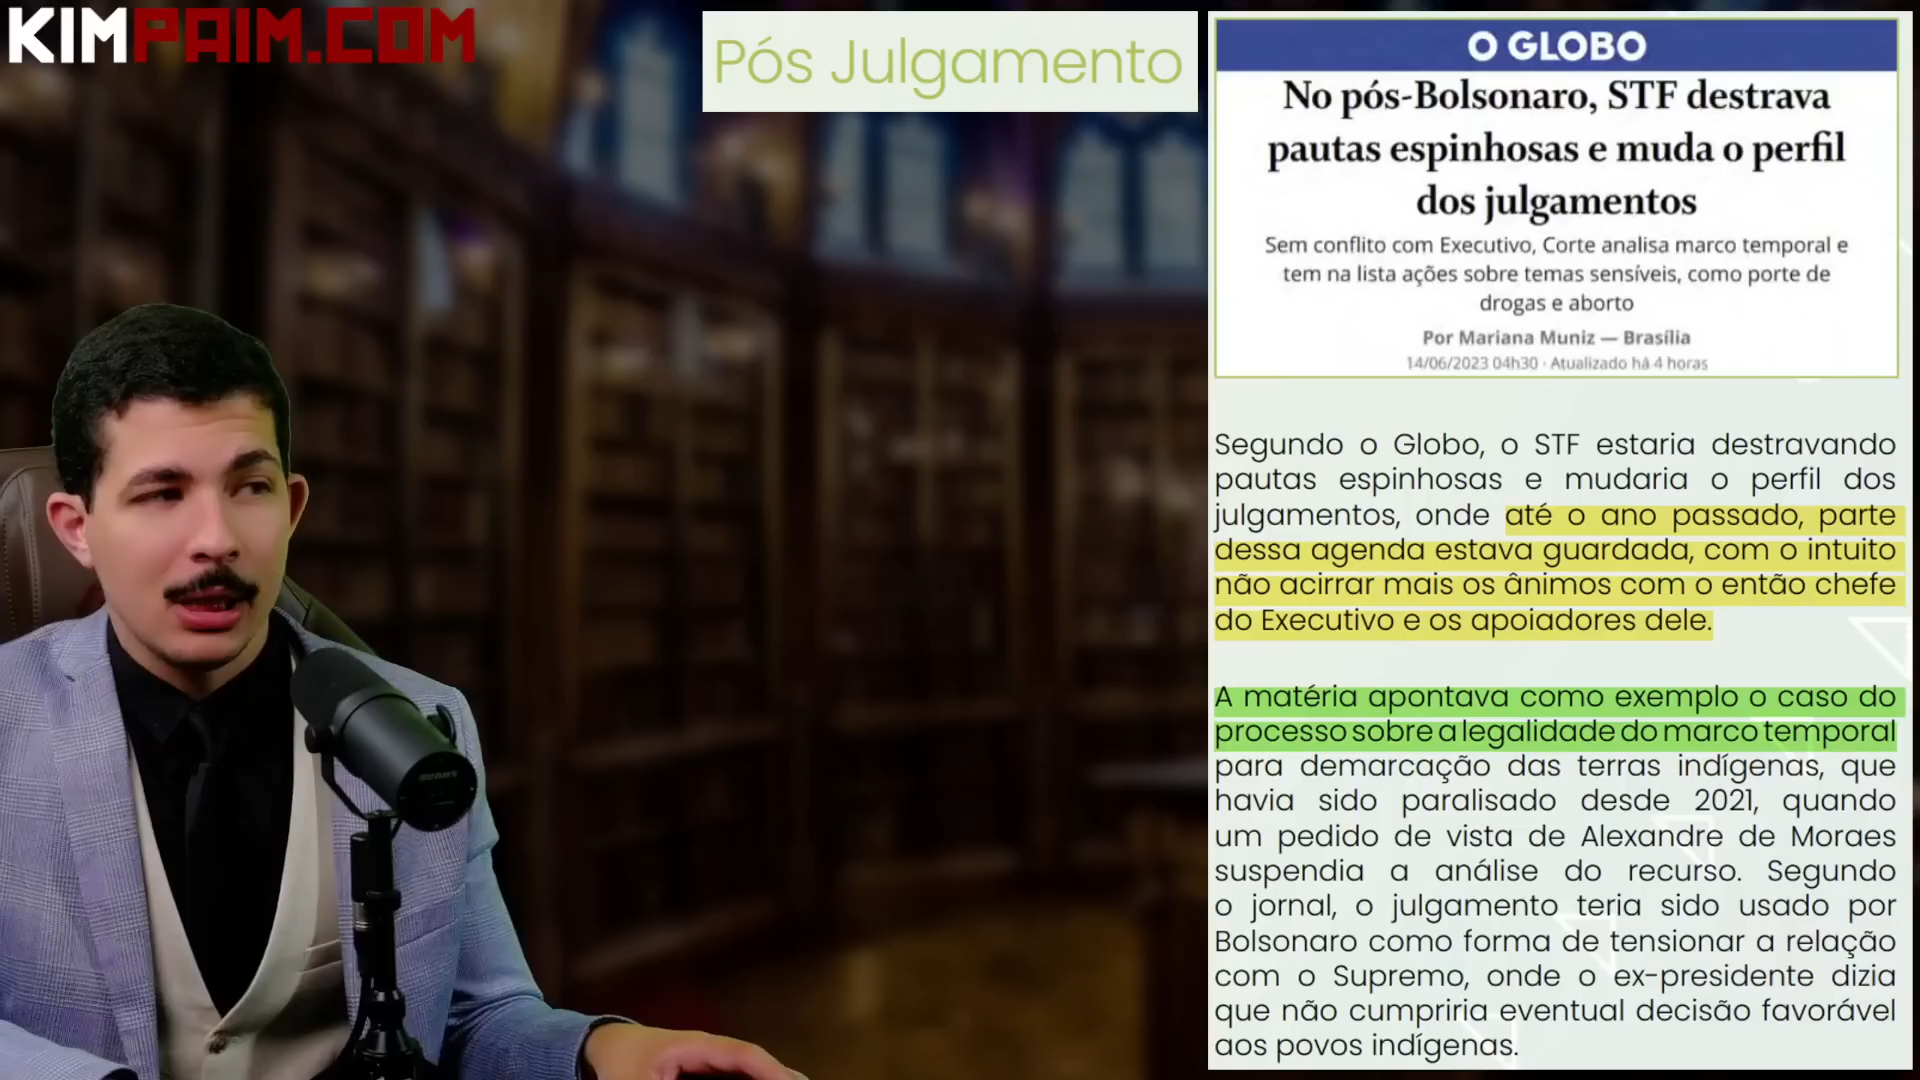 KIMPAIM.COM
Pós Julgamento
O GLOBO
No pós-Bolsonaro, STF destrava
pautas espinhosas e muda o perfil
dos julgamentos
Sem conflito com Executivo, Corte analisa marco temporal e
tem na lista ações sobre temas sensíveis, como porte de
drogas e aborto
Por Mariana Muniz — Brasília
14/06/2023 04h30 · Atualizado há 4 horas
Segundo o Globo, o STF estaria destravando
pautas espinhosas e mudaria o perfil dos
julgamentos, onde até o ano passado, parte
dessa agenda estava guardada, com o intuito
não acirrar mais os ânimos com o então chefe
do Executivo e os apoiadores dele.
A matéria apontava como exemplo o caso do
processo sobre a legalidade do marco temporal
para demarcação das terras indígenas, que
havia sido paralisado desde 2021, quando
um pedido de vista de Alexandre de Moraes
suspendia a análise do recurso. Segundo
o jornal, o julgamento teria sido usado por
Bolsonaro como forma de tensionar a relação
com o Supremo, onde o ex-presidente dizia
que não cumpriria eventual decisão favorável
aos povos indígenas.